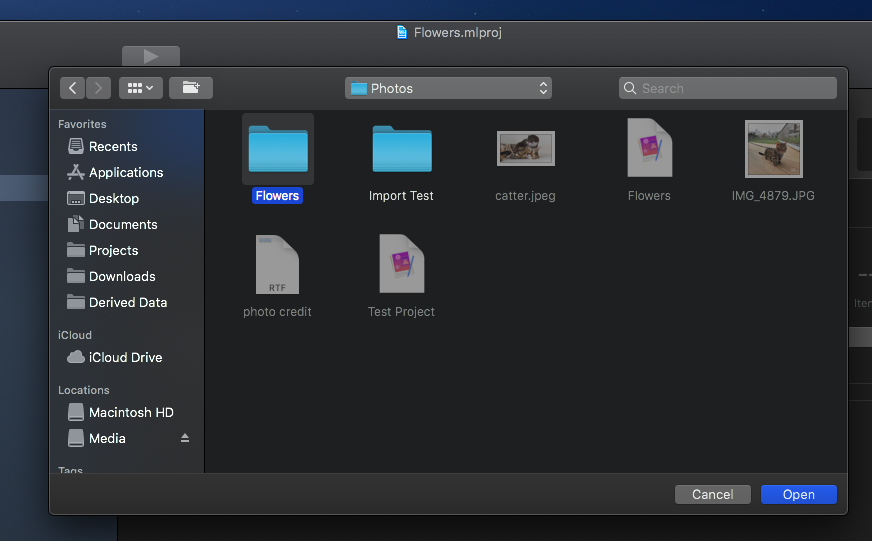 Flowers.mlproj
Photos
Search
Favorites
Recents
Applications
Desktop
Documents
Projects
Downloads
Derived Data
iCloud
iCloud Drive
Locations
Macintosh HD
Media
Tags
Flowers
Import Test
catter.jpeg
Flowers
IMG_4879.JPG
RTF
photo credit
Test Project
Cancel
Open